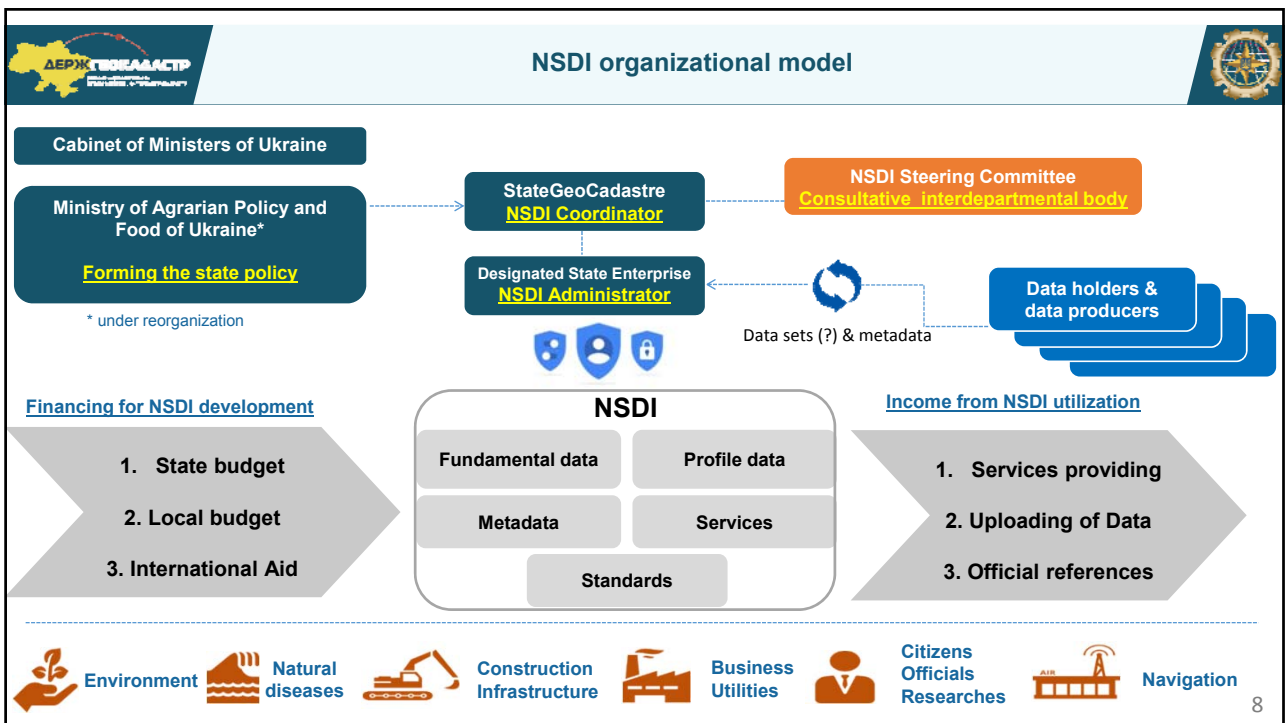 NSDI organizational model
ДЕРЖГЕОКАДАСТР
Cabinet of Ministers of Ukraine
Ministry of Agrarian Policy and
Food of Ukraine*
Forming the state policy
* under reorganization
StateGeoCadastre
NSDI Coordinator
NSDI Steering Committee
Consultative interdepartmental body
Designated State Enterprise
NSDI Administrator
Data sets (?) & metadata
Data holders &
data producers
Financing for NSDI development
1. State budget
2. Local budget
3. International Aid
NSDI
Fundamental data
Profile data
Metadata
Services
Standards
Income from NSDI utilization
1. Services providing
2. Uploading of Data
3. Official references
Environment
Natural
diseases
Construction
Infrastructure
Business
Utilities
Citizens
Officials
Researches
AIR
Navigation
8